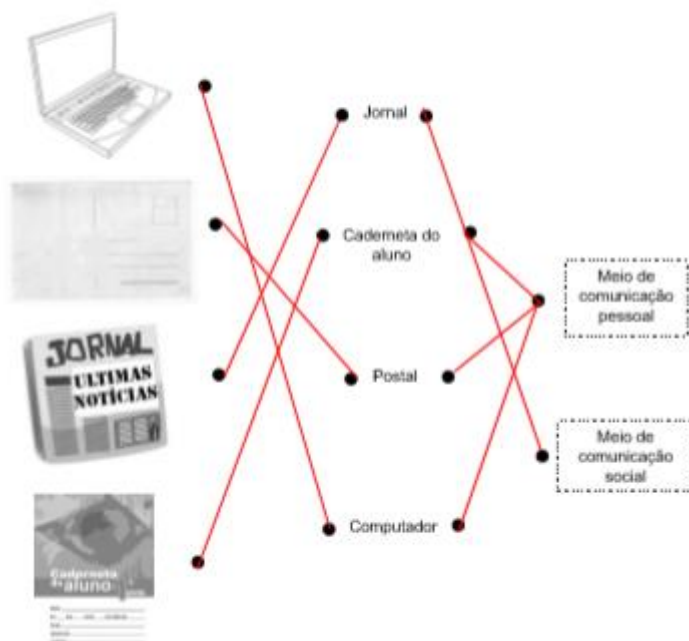 Jornal
Caderneta do
aluno
Postal
Computador
Meio de
comunicação
pessoal
Meio de
comunicação
social
JORNAL
ULTIMAS
NOTÍCIAS
Caderneta
do aluno